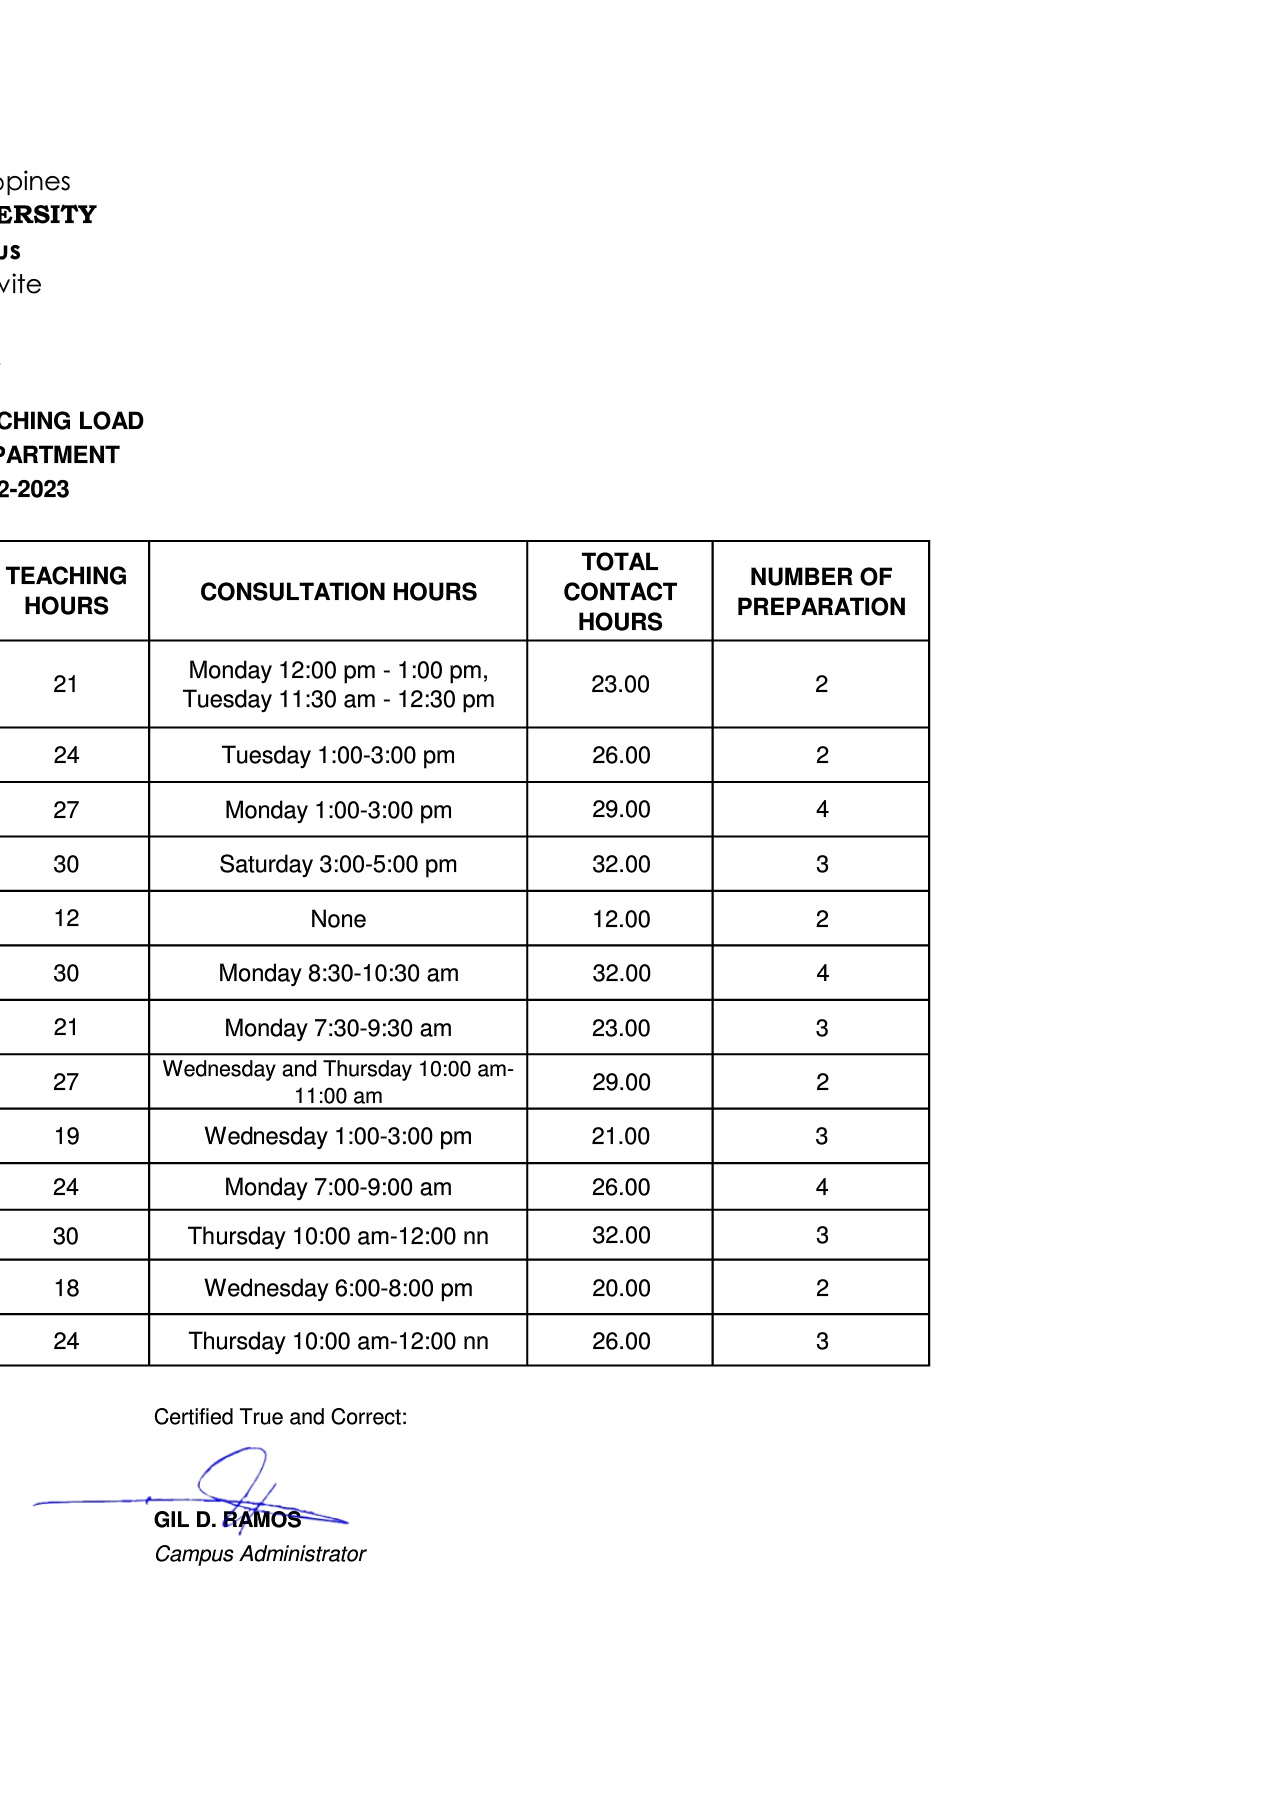 ppines
ERSITY
us
vite
CHING LOAD
PARTMENT
2-2023
TEACHING HOURS CONSULTATION HOURS TOTAL CONTACT HOURS NUMBER OF PREPARATION
21 Monday 12:00 pm - 1:00 pm, Tuesday 11:30 am - 12:30 pm 23.00 2
24 Tuesday 1:00-3:00 pm 26.00 2
27 Monday 1:00-3:00 pm 29.00 4
30 Saturday 3:00-5:00 pm 32.00 3
12 None 12.00 2
30 Monday 8:30-10:30 am 32.00 4
21 Monday 7:30-9:30 am 23.00 3
27 Wednesday and Thursday 10:00 am-11:00 am 29.00 2
19 Wednesday 1:00-3:00 pm 21.00 3
24 Monday 7:00-9:00 am 26.00 4
30 Thursday 10:00 am-12:00 nn 32.00 3
18 Wednesday 6:00-8:00 pm 20.00 2
24 Thursday 10:00 am-12:00 nn 26.00 3
Certified True and Correct:
GIL D. RAMOS
Campus Administrator